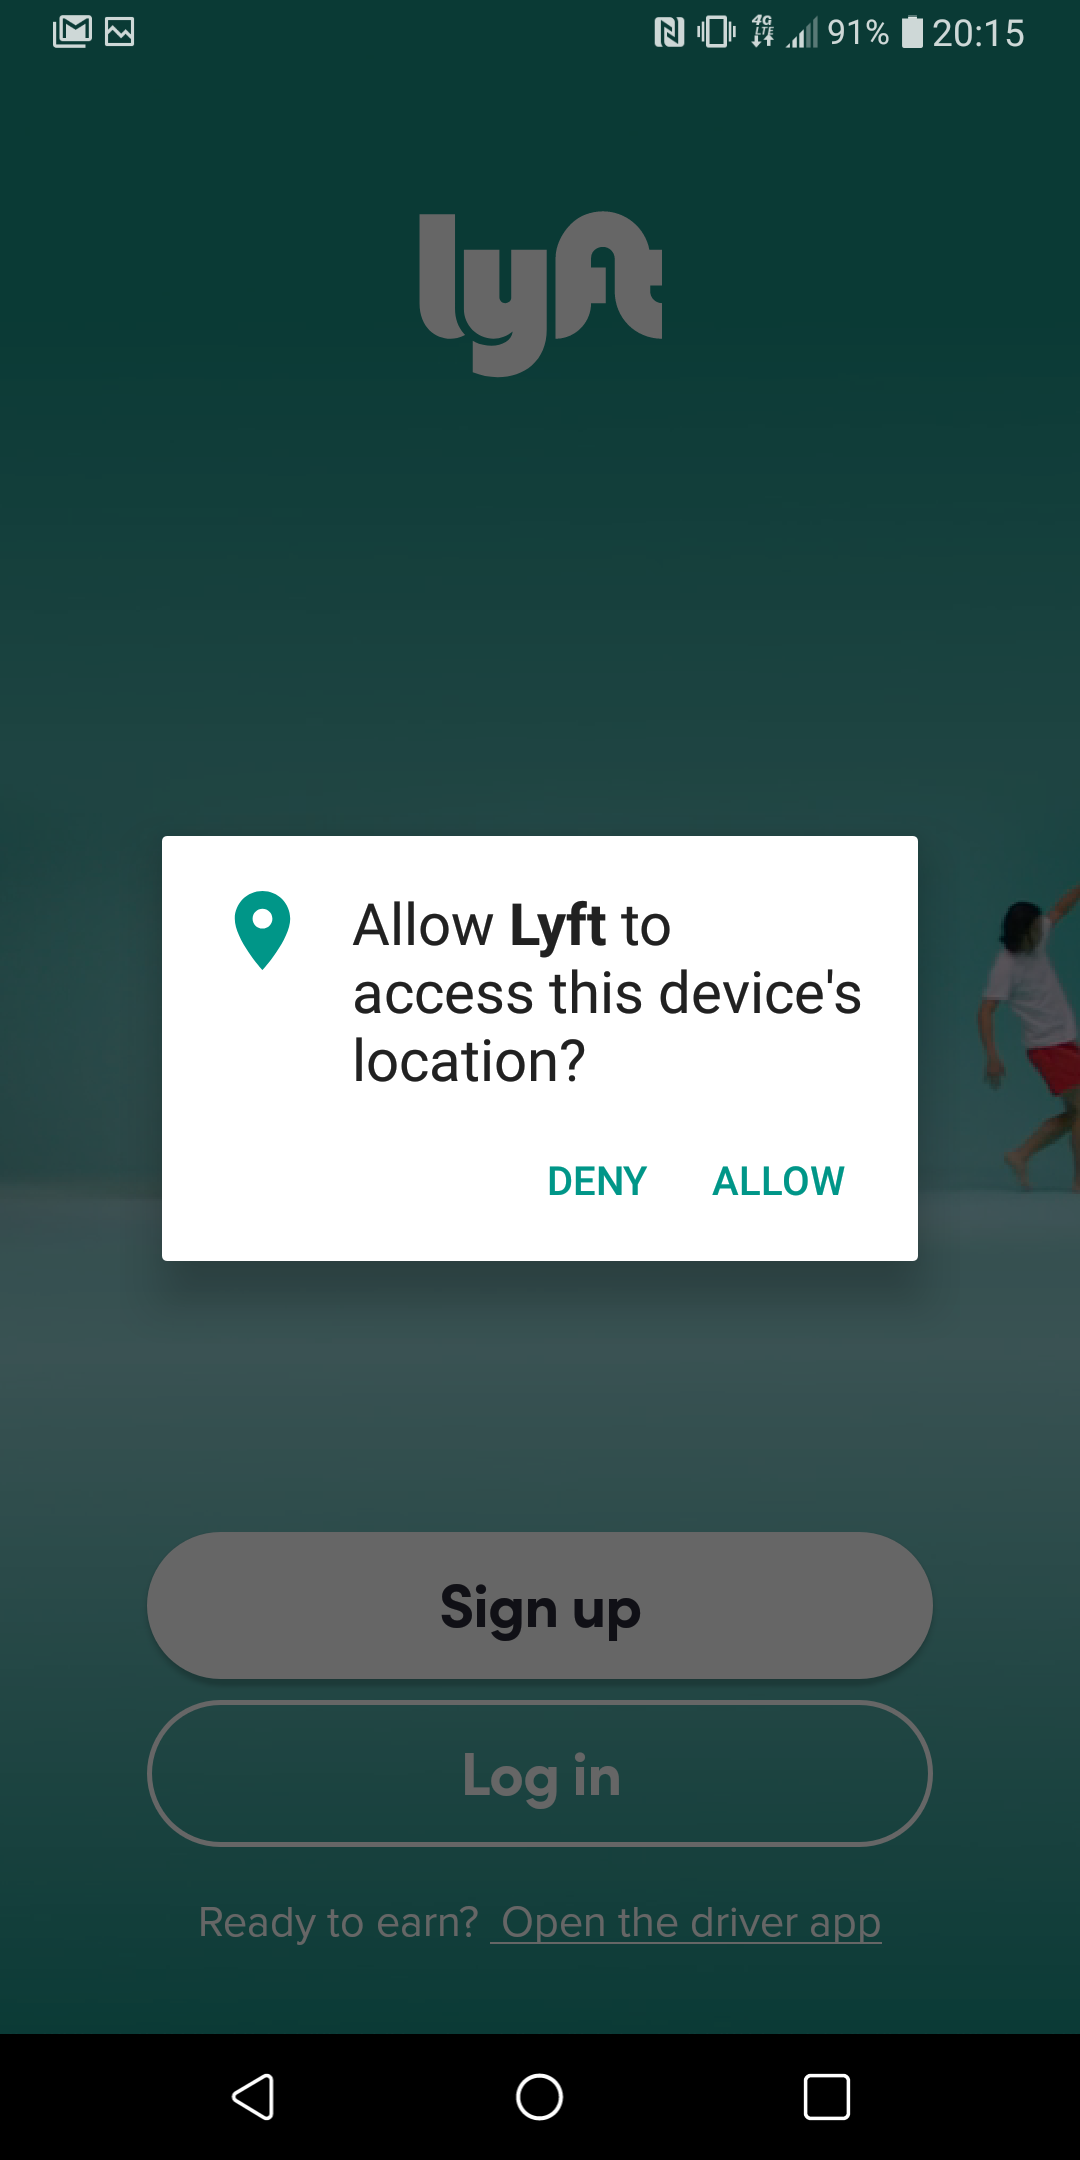 4G
LTE
91%
20:15
lyft
Allow Lyft to
access this device's
location?
DENY ALLOW
Sign up
Log in
Ready to earn? Open the driver app